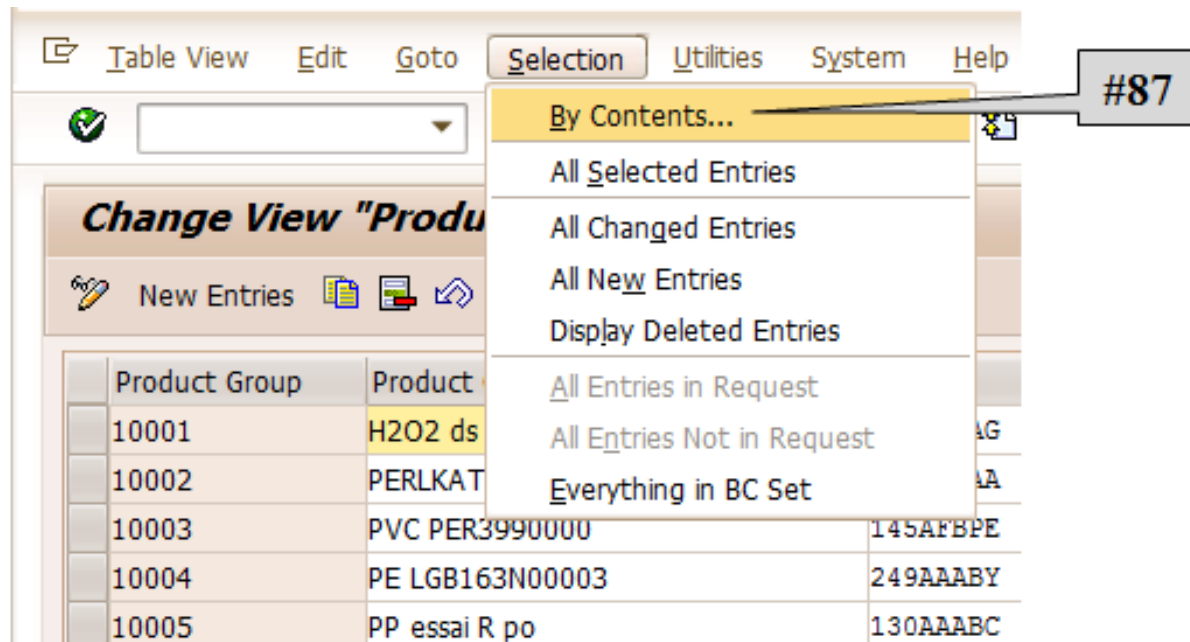 Table View Edit Goto Selection Utilities System Help
#87
By Contents...
All Selected Entries
All Changed Entries
All New Entries
Display Deleted Entries
All Entries in Request
All Entries Not in Request
Everything in BC Set
Change View "Produ
New Entries
Product Group Product
10001 H2O2 ds AG
10002 PERLKAT AA
10003 PVC PER3990000 145AFBPE
10004 PE LGB163N00003 249AAABY
10005 PP essai R po 130AAABC